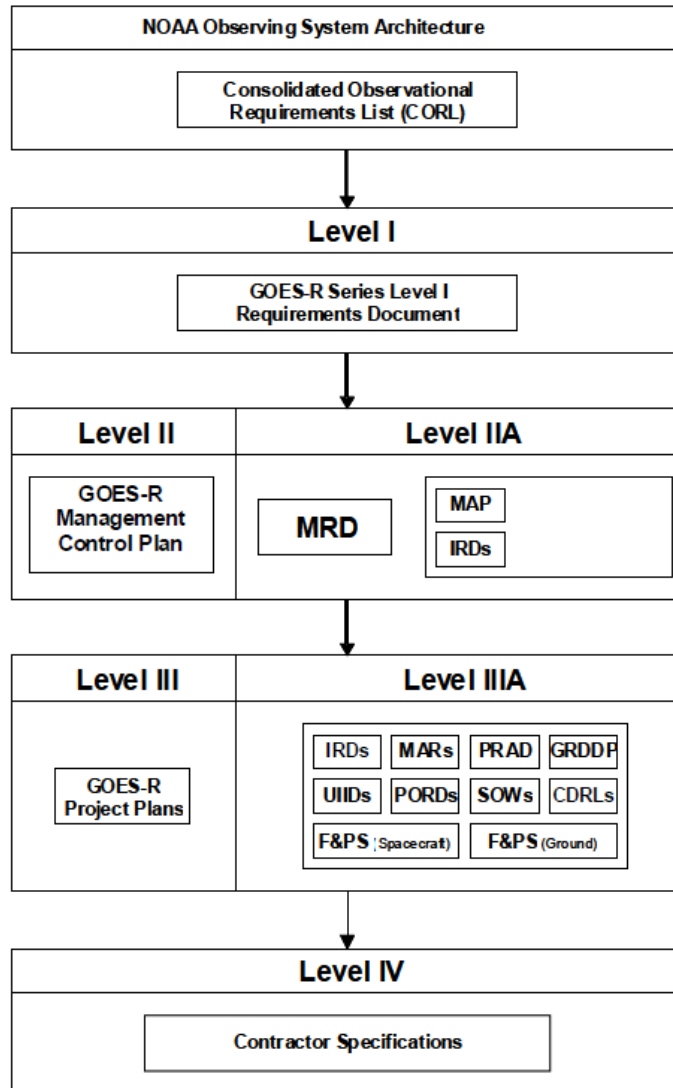 NOAA Observing System Architecture
Consolidated Observational
Requirements List (CORL)
Level I
GOES-R Series Level I
Requirements Document
Level II
Level IIA
GOES-R
Management
Control Plan
MRD
MAP
IRDs
Level III
Level IIIA
GOES-R
Project Plans
IRDs MARs PRAD GRDDP
UIIDs PORDs SOWs CDRLs
F&PS (Spacecraft) F&PS (Ground)
Level IV
Contractor Specifications